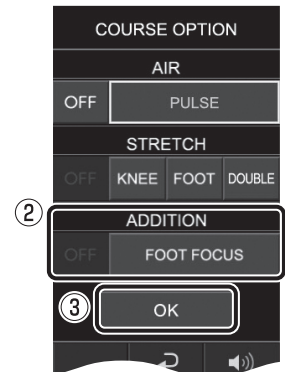 COURSE OPTION
AIR
OFF PULSE
STRETCH
OFF KNEE FOOT DOUBLE
② ADDITION
OFF FOOT FOCUS
③ OK